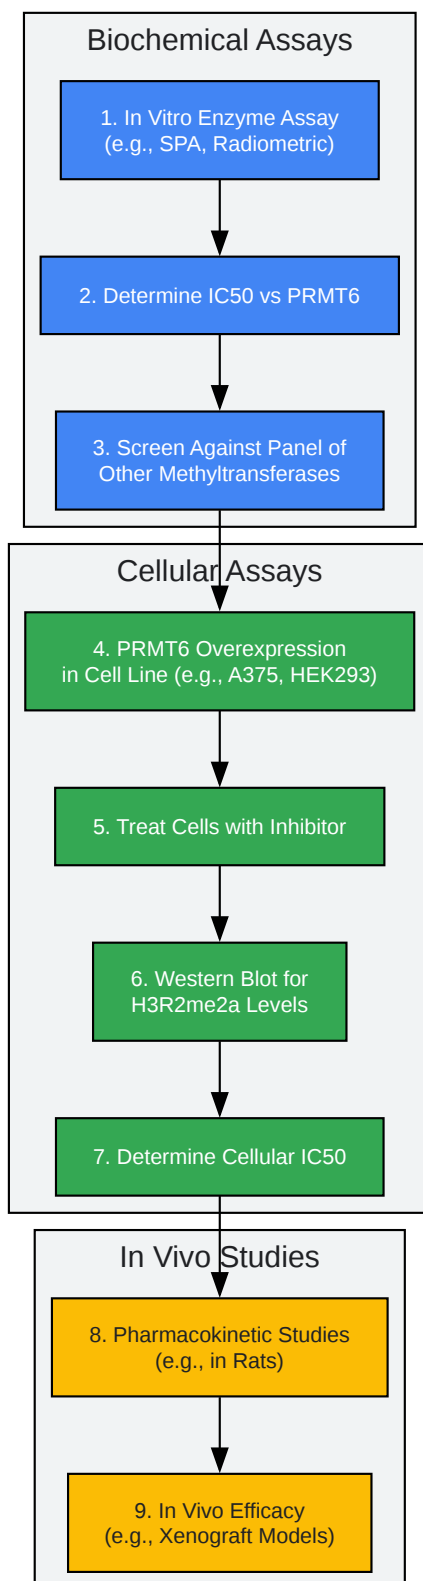 Biochemical Assays
1. In Vitro Enzyme Assay
(e.g., SPA, Radiometric)
2. Determine IC50 vs PRMT6
3. Screen Against Panel of
Other Methyltransferases
Cellular Assays
4. PRMT6 Overexpression
in Cell Line (e.g., A375, HEK293)
5. Treat Cells with Inhibitor
6. Western Blot for
H3R2me2a Levels
7. Determine Cellular IC50
In Vivo Studies
8. Pharmacokinetic Studies
(e.g., in Rats)
9. In Vivo Efficacy
(e.g., Xenograft Models)